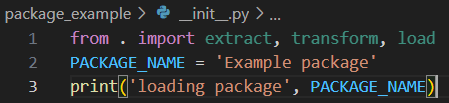 package_example > __init__.py > ...
1 from . import extract, transform, load
2 PACKAGE_NAME = 'Example package'
3 print('loading package', PACKAGE_NAME)